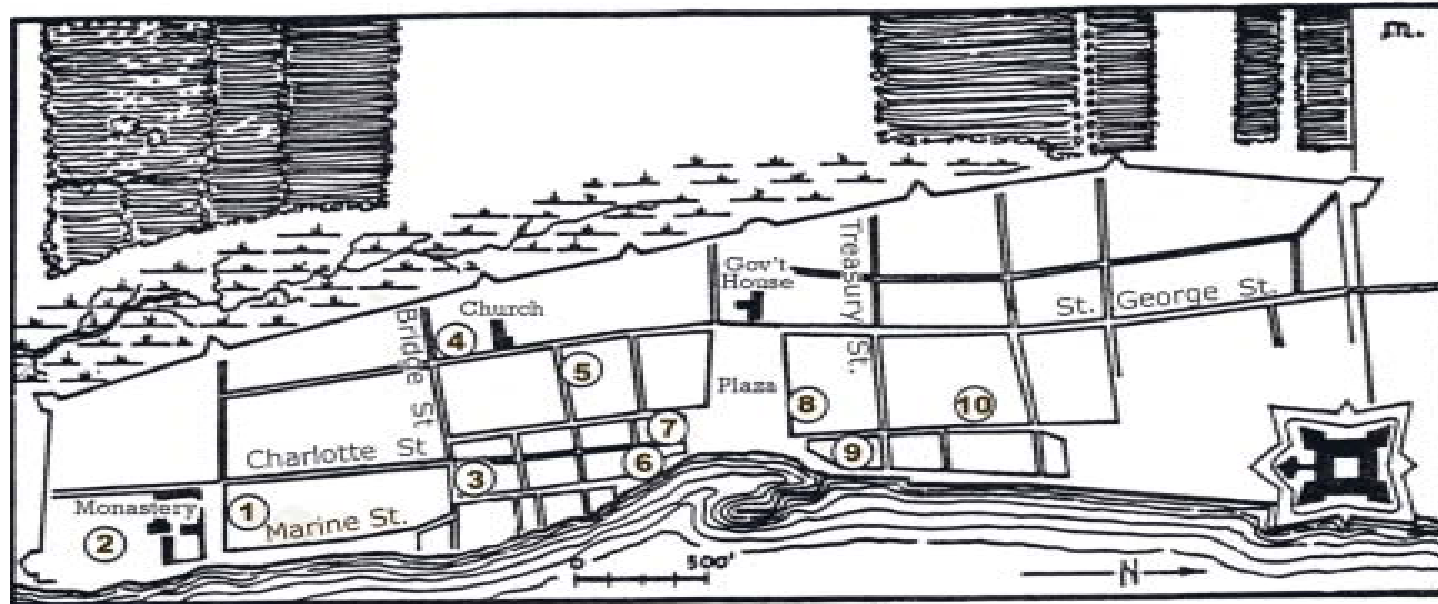 m.
Gov't
House
Treasury St.
St. George St.
Church
Bridge St
4
5
Plaza
8
10
7
Charlotte St
9
6
3
Monastery
1
Marine St.
2
0 500'
N